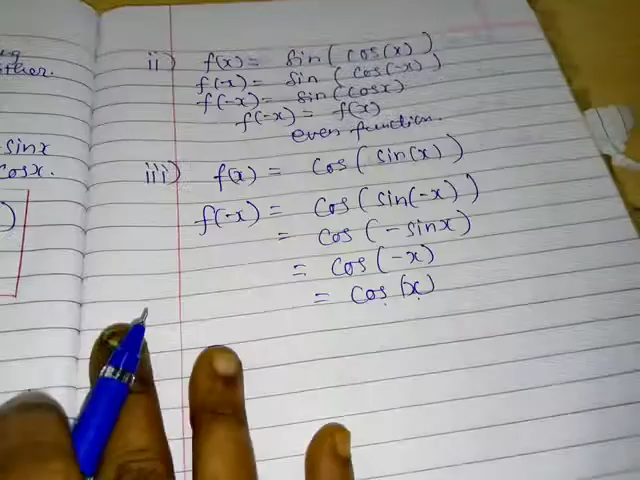 ther.
sinx
cosx.
)
ii) f(x) = sin(cos(x))
f(-x) = sin (cos(-x))
f(-x) = sin(cosx)
f(-x) = f(x)
even function.
iii) f(x) = cos(sin(x))
f(-x) = cos(sin(-x))
= cos(-sinx)
= cos(-x)
= cos(x)